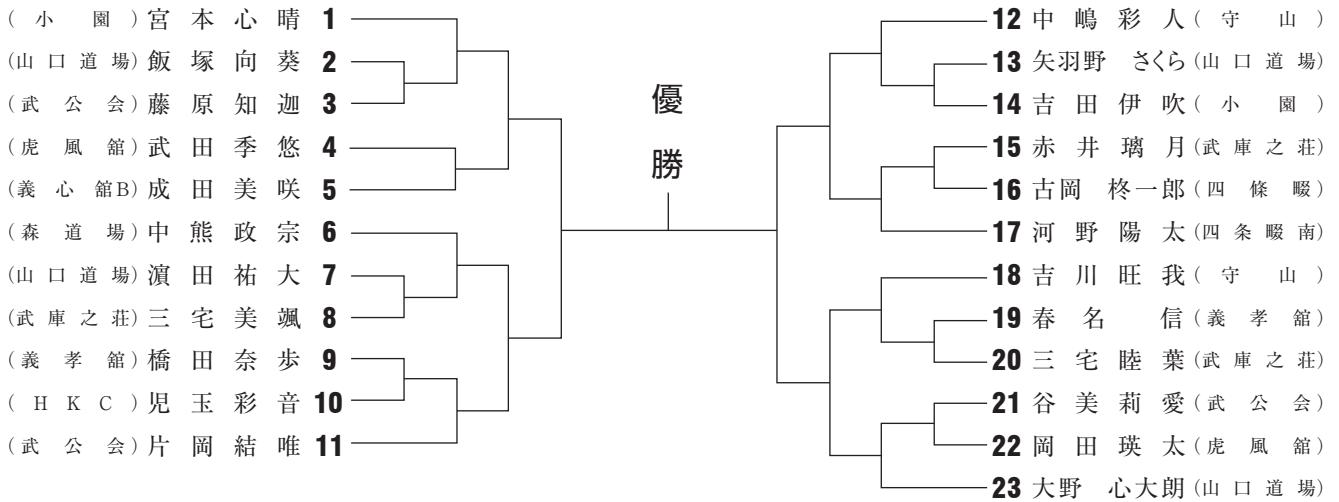 (小園) 宮本心晴 1
(山口道場) 飯塚向葵 2
(武公会) 藤原知迦 3
(虎風舘) 武田季悠 4
(義心舘B) 成田美咲 5
(森道場) 中熊政宗 6
(山口道場) 濵田祐大 7
(武庫之荘) 三宅美颯 8
(義孝舘) 橋田奈歩 9
(HKC) 児玉彩音 10
(武公会) 片岡結唯 11
優勝
12 中嶋彩人 (守山)
13 矢羽野 さくら (山口道場)
14 吉田伊吹 (小園)
15 赤井璃月 (武庫之荘)
16 古岡 柊一郎 (四條畷)
17 河野陽太 (四条畷南)
18 吉川旺我 (守山)
19 春名信 (義孝舘)
20 三宅睦葉 (武庫之荘)
21 谷美莉愛 (武公会)
22 岡田瑛太 (虎風舘)
23 大野 心大朗 (山口道場)